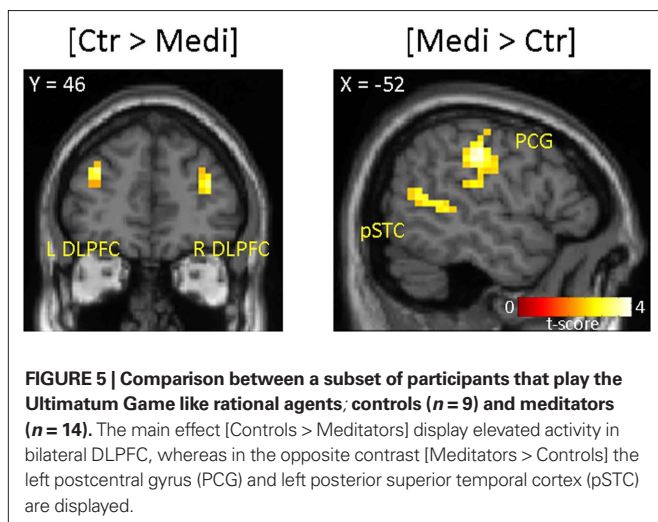 [Ctr > Medi]
[Medi > Ctr]
Y = 46
X = -52
PCG
L DLPFC
R DLPFC
pSTC
0
4
t-score
FIGURE 5 | Comparison between a subset of participants that play the
Ultimatum Game like rational agents; controls (n = 9) and meditators
(n = 14). The main effect [Controls > Meditators] display elevated activity in
bilateral DLPFC, whereas in the opposite contrast [Meditators > Controls] the
left postcentral gyrus (PCG) and left posterior superior temporal cortex (pSTC)
are displayed.